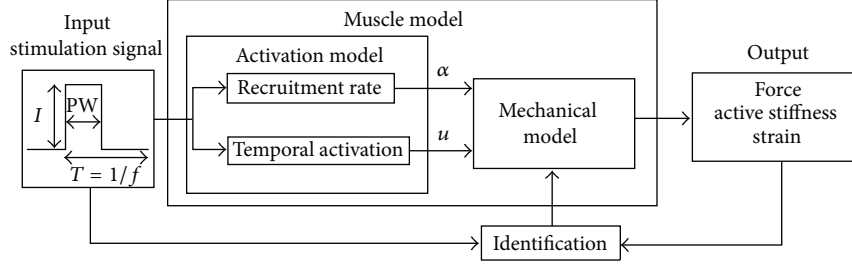 Muscle model
Input
stimulation signal
Activation model
Output
I
PW
T = 1/f
Recruitment rate
α
Temporal activation
u
Mechanical
model
Force
active stiffness
strain
Identification